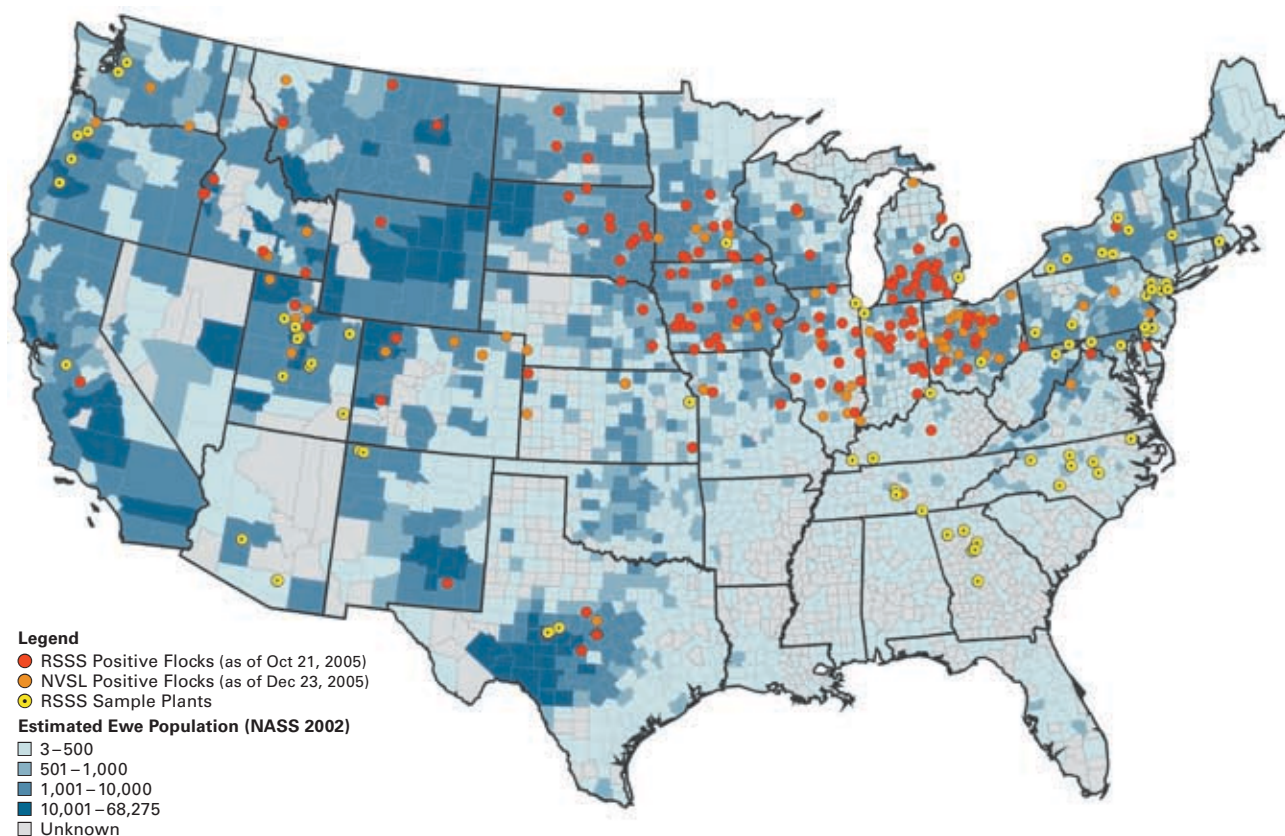 Legend
RSSS Positive Flocks (as of Oct 21, 2005)
NVSL Positive Flocks (as of Dec 23, 2005)
RSSS Sample Plants
Estimated Ewe Population (NASS 2002)
3–500
501–1,000
1,001–10,000
10,001–68,275
Unknown